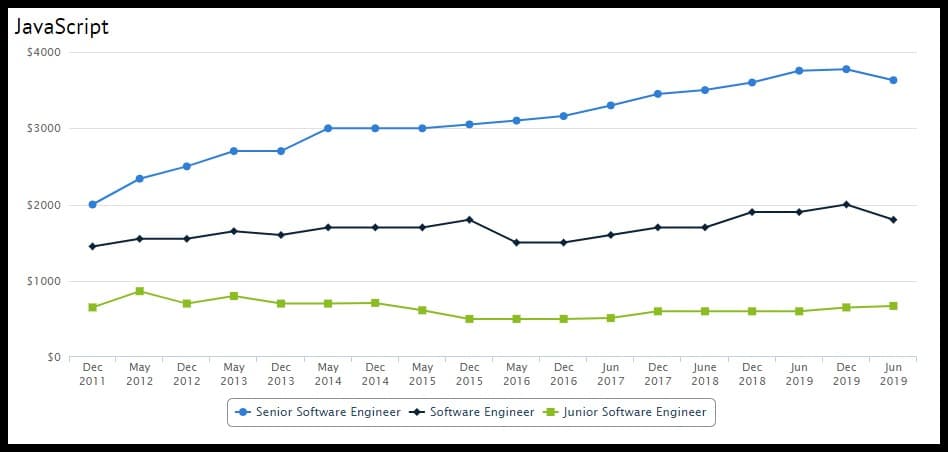 JavaScript
$4000
$3000
$2000
$1000
$0
Dec May Dec May Dec May Dec May Dec May Dec Jun Dec June Dec Jun Dec Jun
2011 2012 2012 2013 2013 2014 2014 2015 2015 2016 2016 2017 2017 2018 2018 2019 2019 2019
Senior Software Engineer Software Engineer Junior Software Engineer